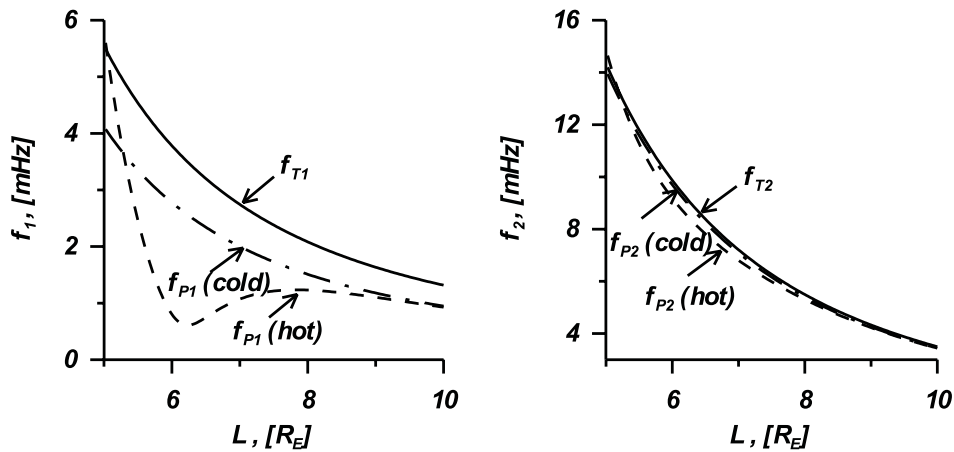 6
4
2
0
f1, [mHz]
fT1
fP1 (cold)
fP1 (hot)
6
8
10
L, [RE]
16
12
8
4
f2, [mHz]
fT2
fP2 (cold)
fP2 (hot)
6
8
10
L, [RE]